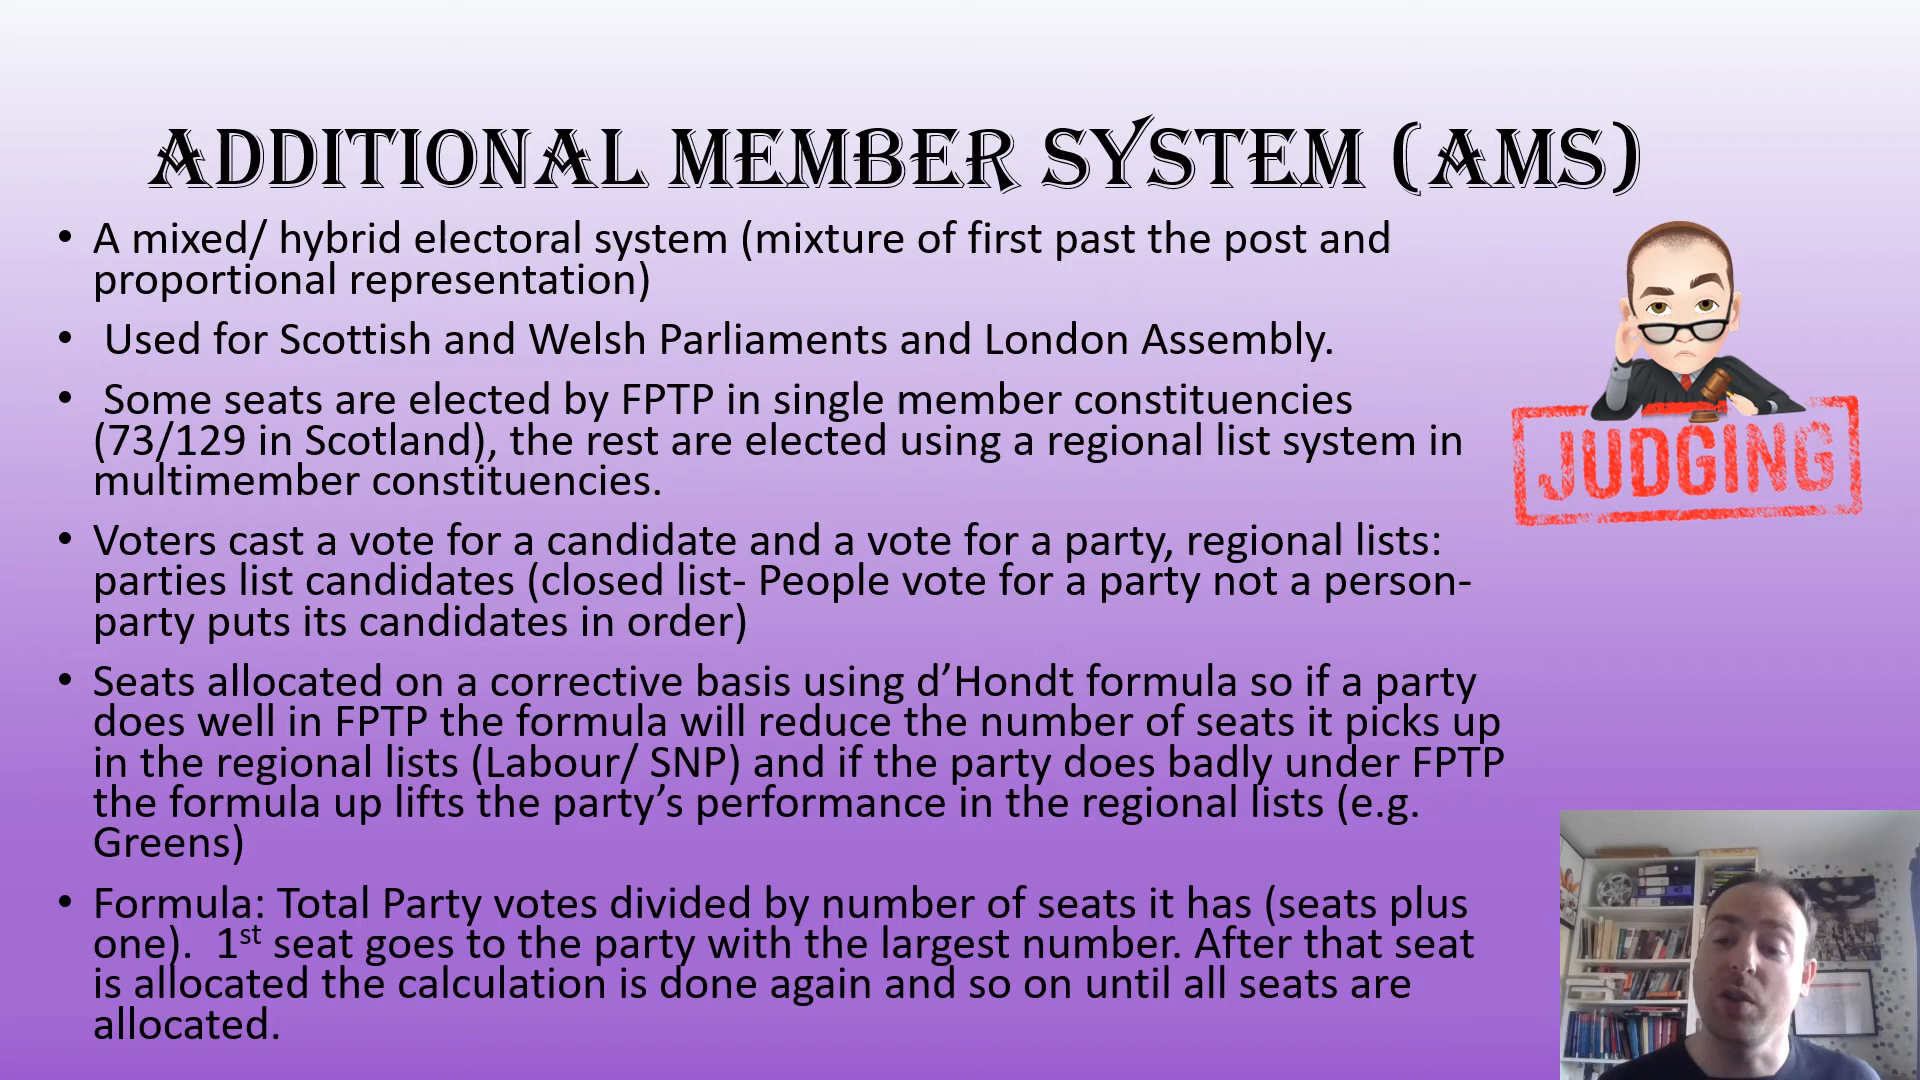 ADDITIONAL MEMBER SYSTEM (AMS)
• A mixed/ hybrid electoral system (mixture of first past the post and
proportional representation)
• Used for Scottish and Welsh Parliaments and London Assembly.
• Some seats are elected by FPTP in single member constituencies
(73/129 in Scotland), the rest are elected using a regional list system in
multimember constituencies.
• Voters cast a vote for a candidate and a vote for a party, regional lists:
parties list candidates (closed list- People vote for a party not a person-
party puts its candidates in order)
• Seats allocated on a corrective basis using d’Hondt formula so if a party
does well in FPTP the formula will reduce the number of seats it picks up
in the regional lists (Labour/ SNP) and if the party does badly under FPTP
the formula up lifts the party’s performance in the regional lists (e.g.
Greens)
• Formula: Total Party votes divided by number of seats it has (seats plus
one). 1st seat goes to the party with the largest number. After that seat
is allocated the calculation is done again and so on until all seats are
allocated.
JUDGING